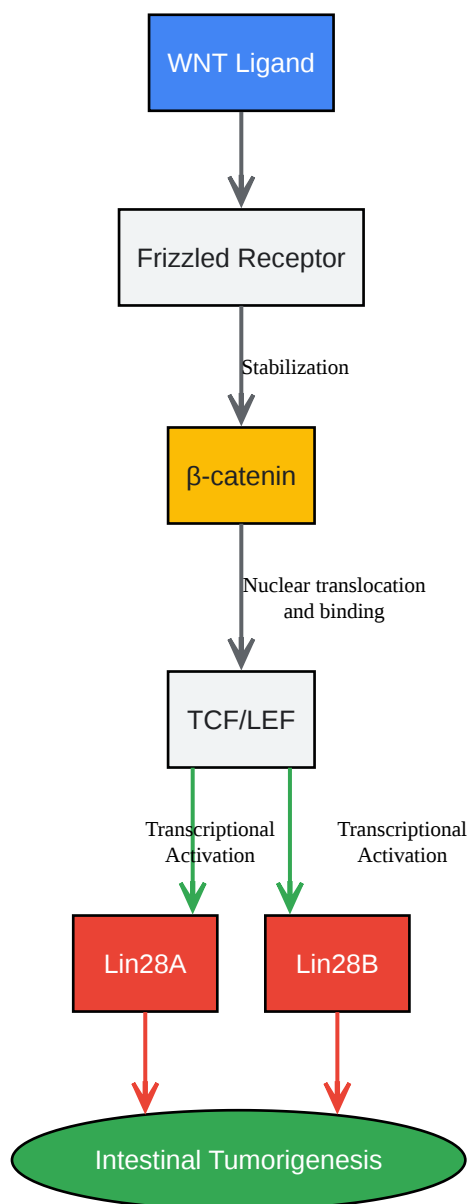 WNT Ligand
Frizzled Receptor
Stabilization
β-catenin
Nuclear translocation
and binding
TCF/LEF
Transcriptional
Activation
Transcriptional
Activation
Lin28A
Lin28B
Intestinal Tumorigenesis